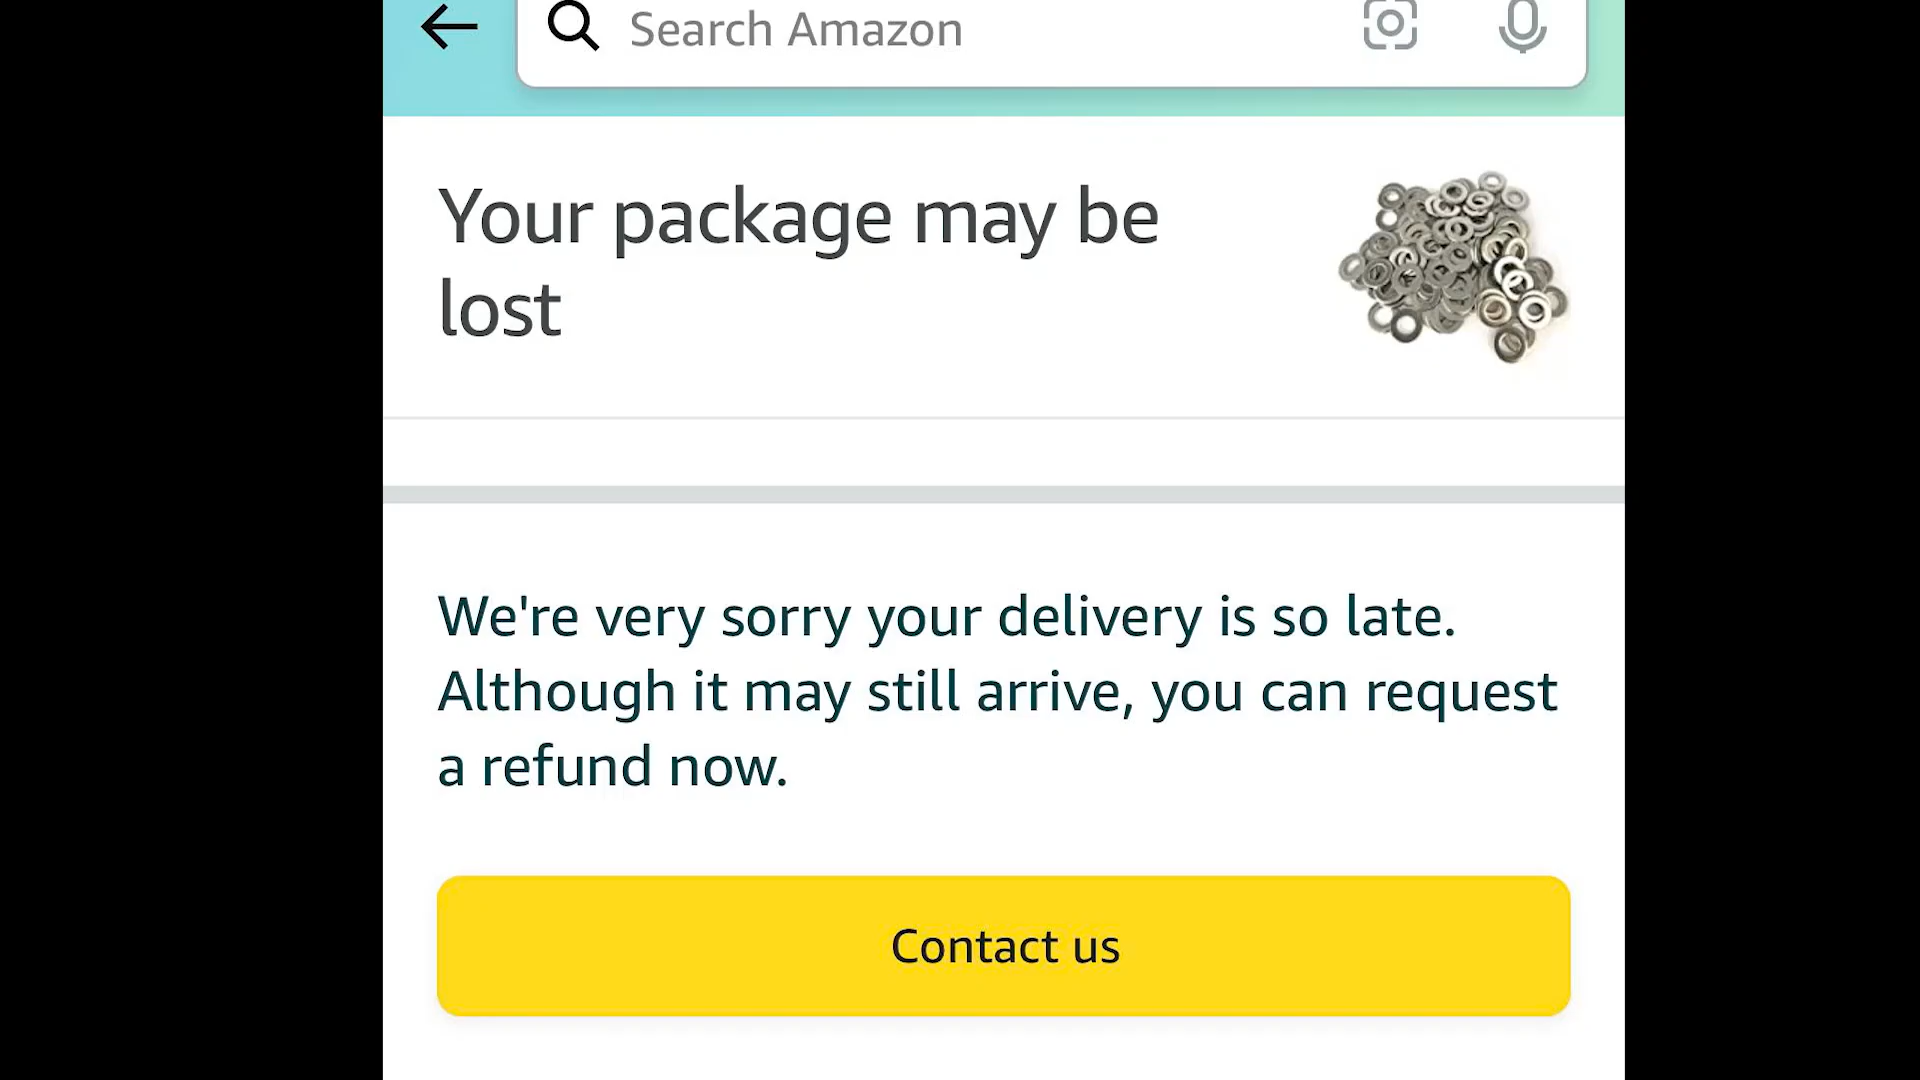 Search Amazon
Your package may be
lost
We're very sorry your delivery is so late.
Although it may still arrive, you can request
a refund now.
Contact us